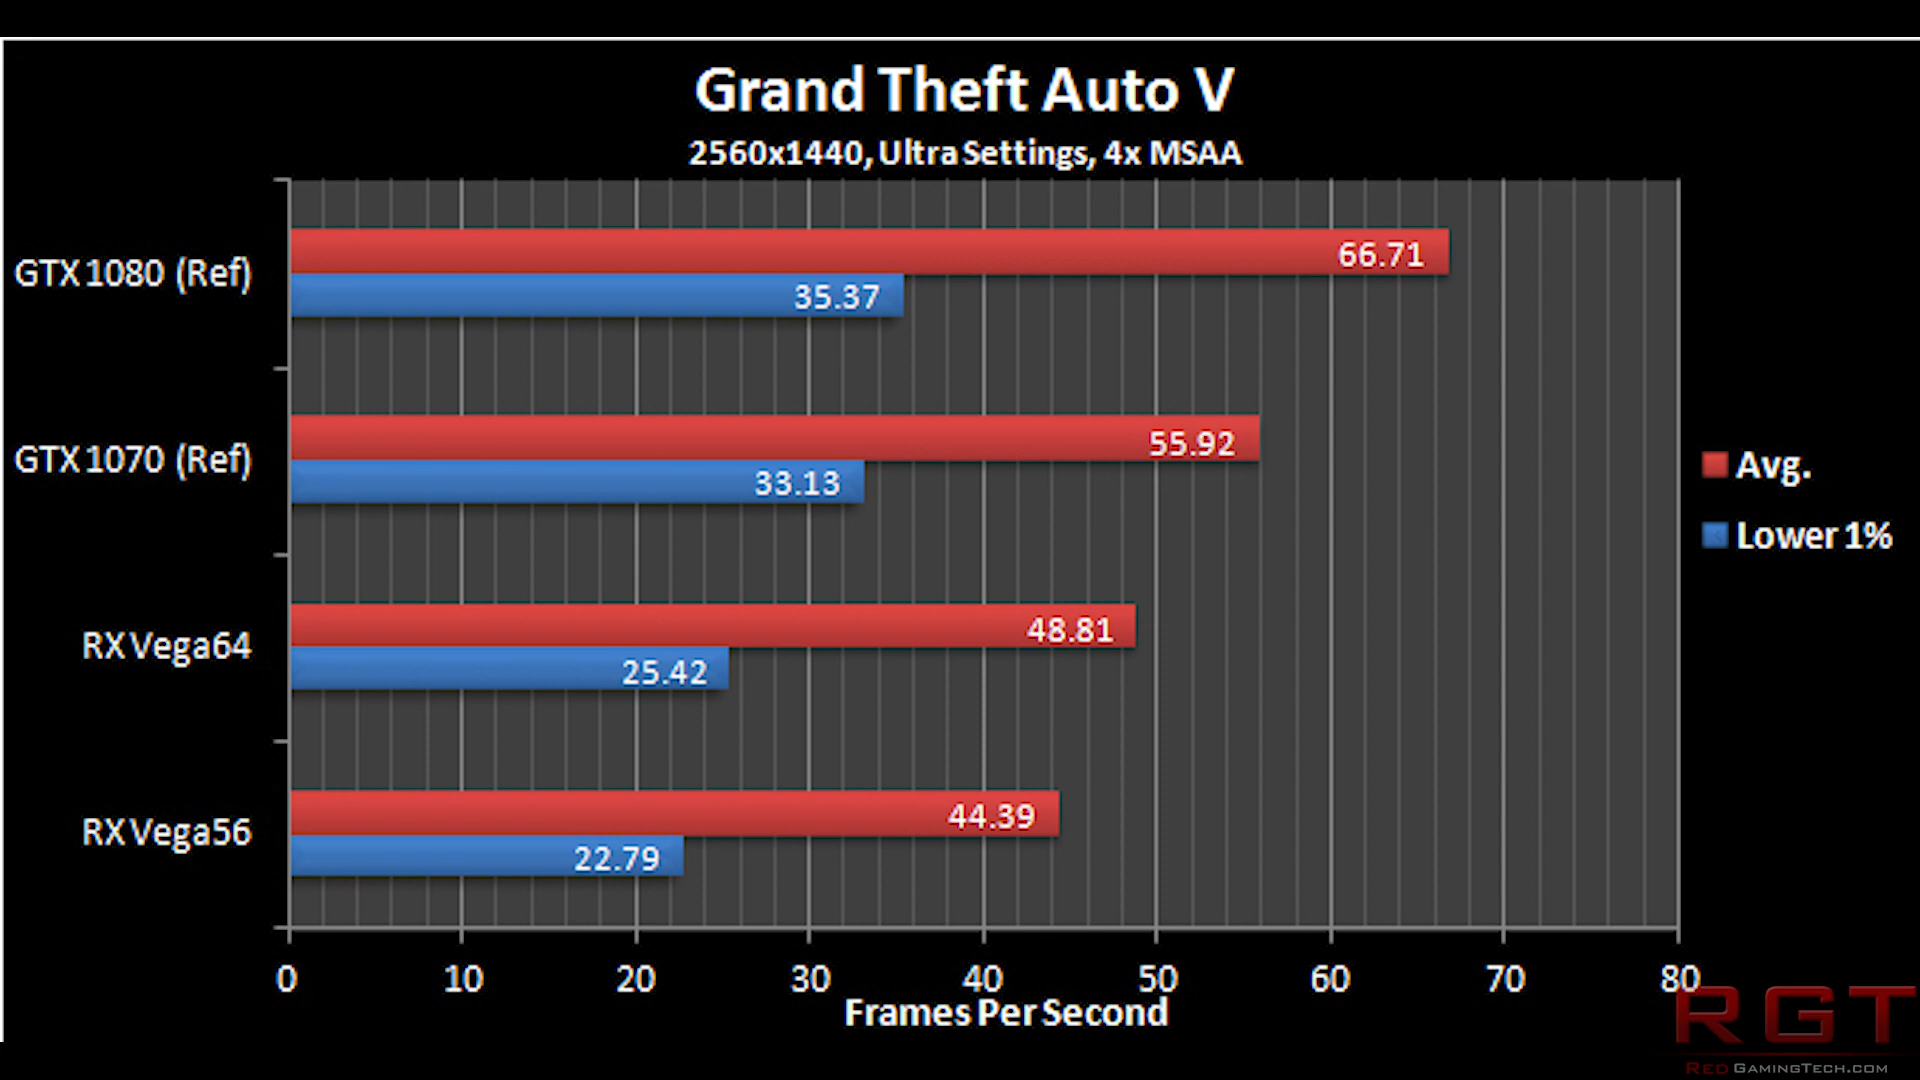 Grand Theft Auto V
2560x1440, Ultra Settings, 4x MSAA
GTX 1080 (Ref)
66.71
35.37
GTX 1070 (Ref)
55.92
33.13
RX Vega64
48.81
25.42
RX Vega56
44.39
22.79
Avg.
Lower 1%
0 10 20 30 40 50 60 70 80
Frames Per Second
RGT
RedGamingTech.com